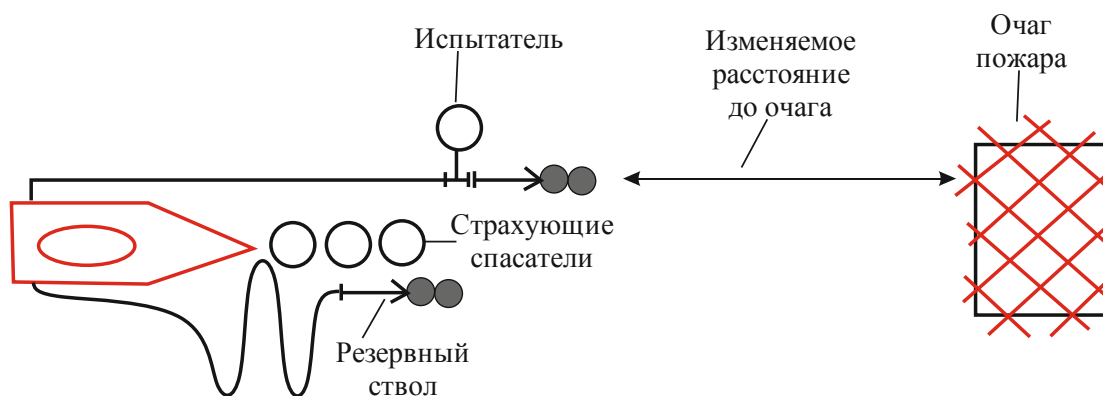 Испытатель
Изменяемое
расстояние
до очага
Очаг
пожара
Страхующие
спасатели
Резервный
ствол